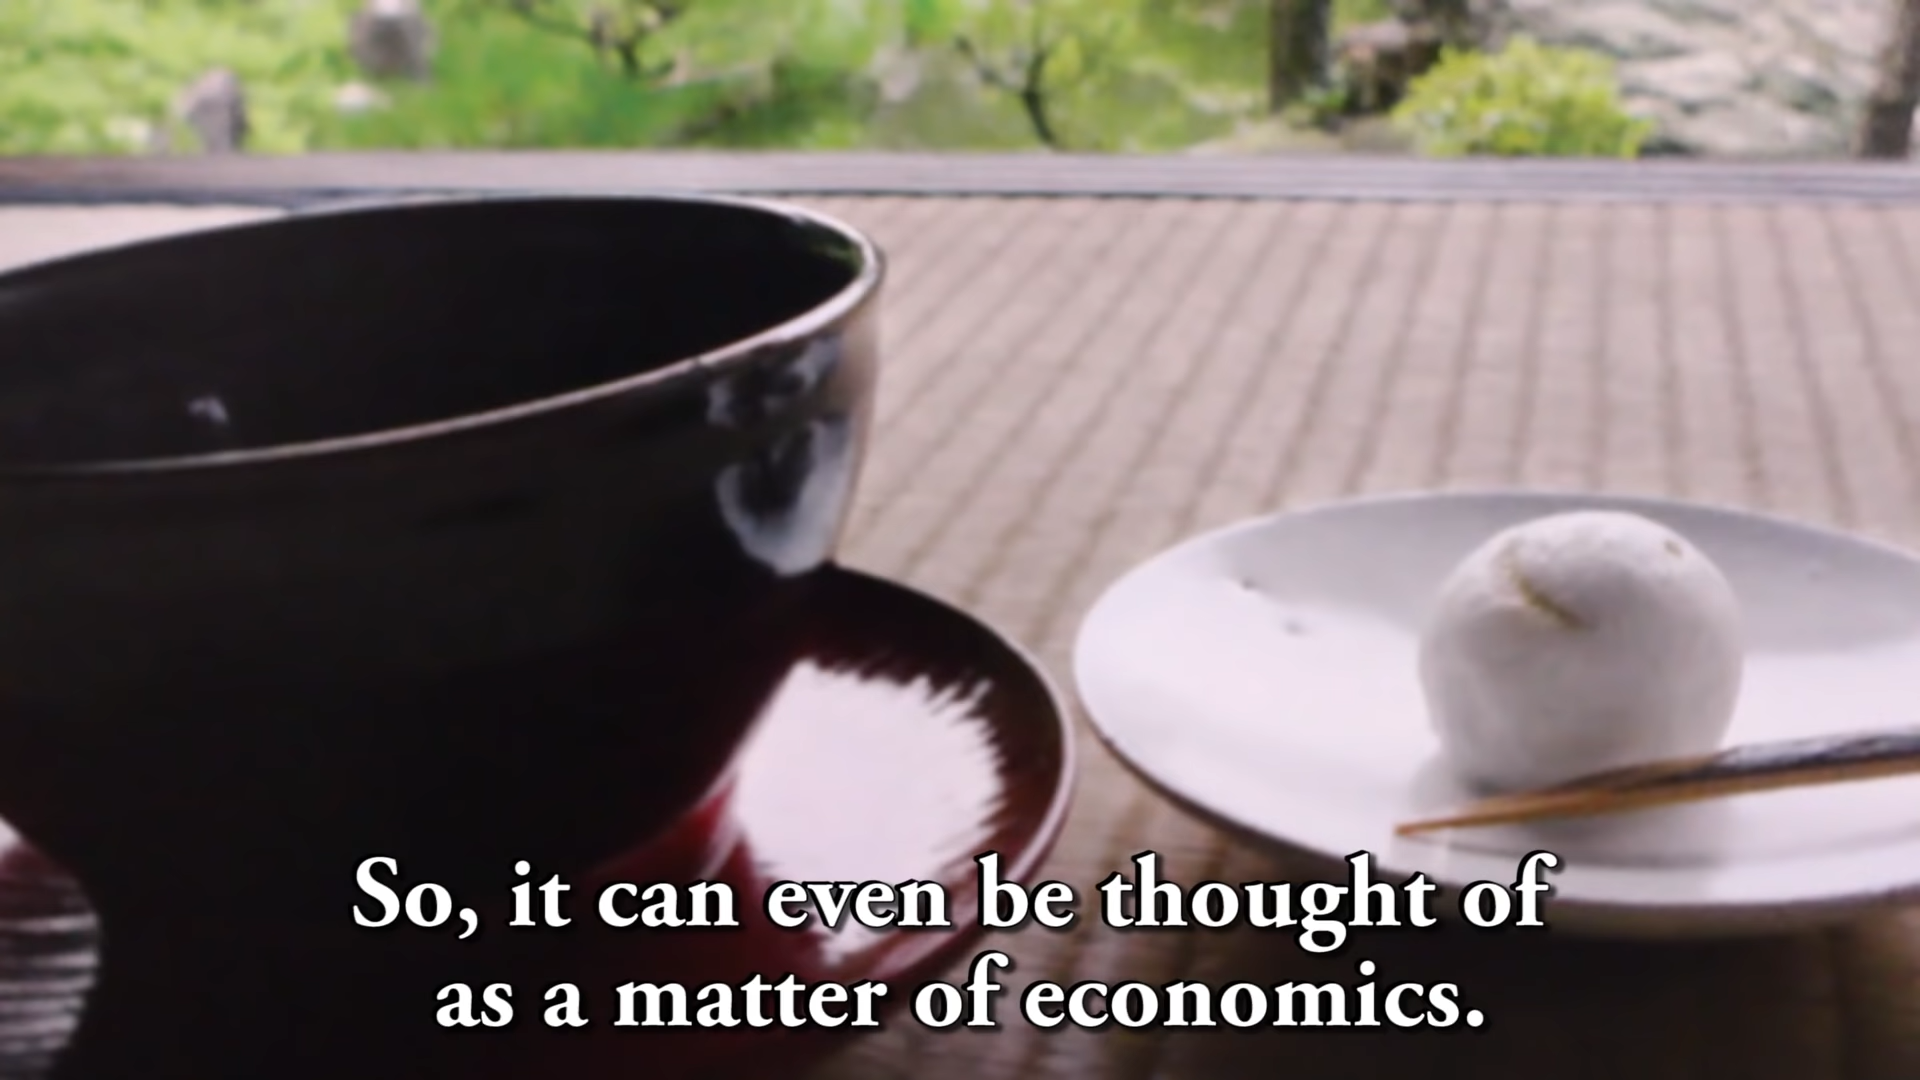 So, it can even be thought of
as a matter of economics.